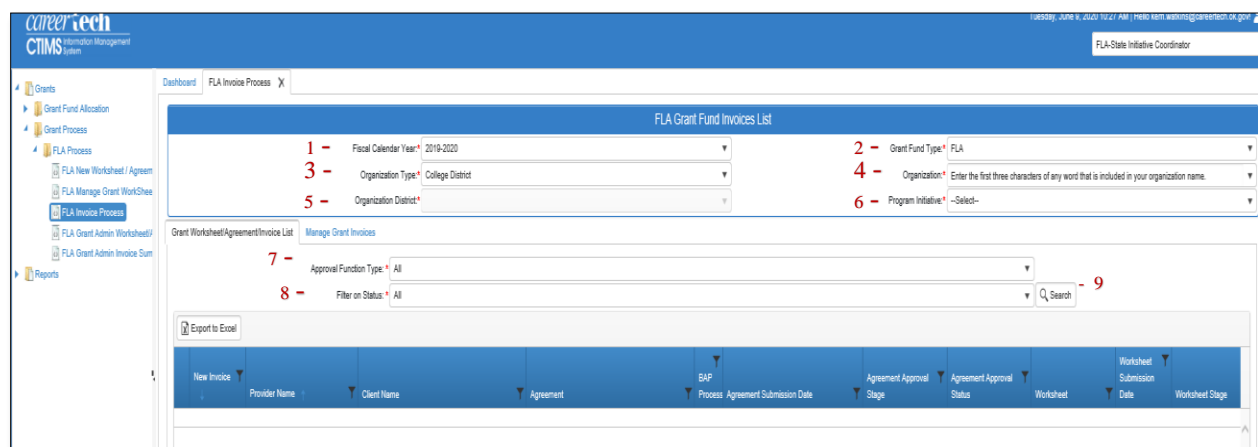 careertech
CTIMS Information Management System
Tuesday, June 9, 2020 10:27 AM | Hello kerri.watkins@careertech.ok.gov!
FLA-State Initiative Coordinator
Grants
Grant Fund Allocation
Grant Process
FLA Process
FLA New Worksheet / Agreem
FLA Manage Grant WorkShee
FLA Invoice Process
FLA Grant Admin Worksheet/A
FLA Grant Admin Invoice Sum
Reports
Dashboard FLA Invoice Process X
FLA Grant Fund Invoices List
1 - Fiscal Calendar Year:* 2019-2020
2 - Grant Fund Type:* FLA
3 - Organization Type:* College District
4 - Organization:* Enter the first three characters of any word that is included in your organization name.
5 - Organization District:*
6 - Program Initiative:* --Select--
Grant Worksheet/Agreement/Invoice List Manage Grant Invoices
7 - Approval Function Type: * All
8 - Filter on Status: * All
Search - 9
Export to Excel
New Invoice
Provider Name
Client Name
Agreement
BAP Process
Agreement Submission Date
Agreement Approval Stage
Agreement Approval Status
Worksheet
Worksheet Submission Date
Worksheet Stage